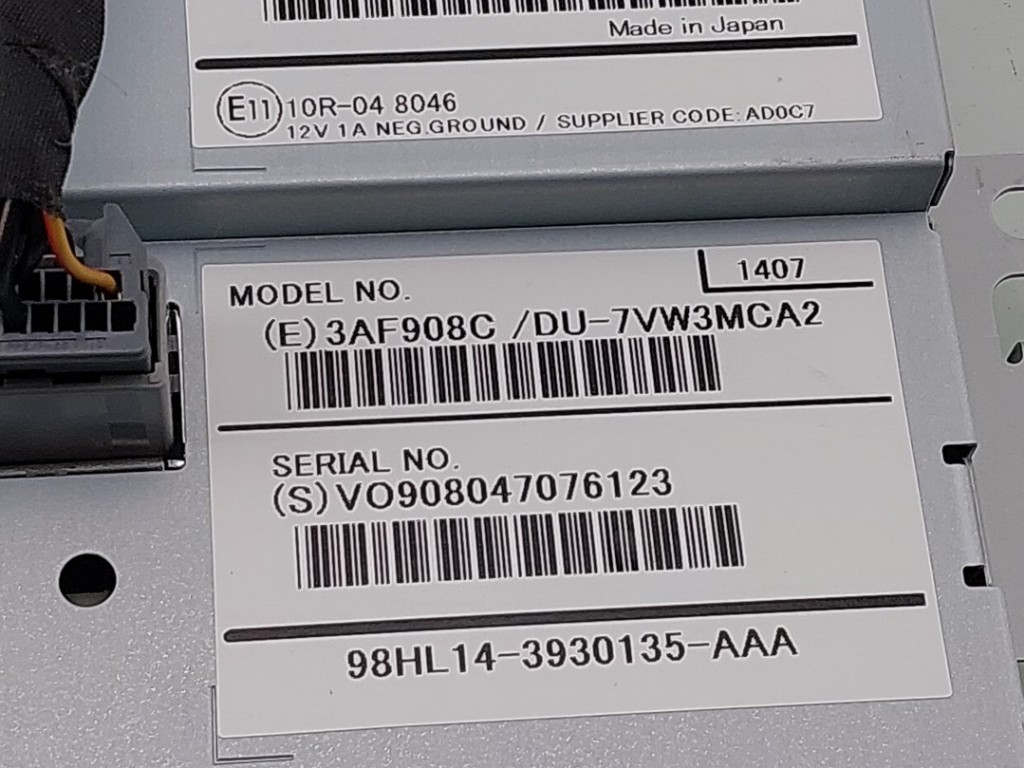 Made in Japan
E11 10R-04 8046
12V 1A NEG.GROUND / SUPPLIER CODE:AD0C7
1407
MODEL NO.
(E)3AF908C /DU-7VW3MCA2
SERIAL NO.
(S)VO908047076123
98HL14-3930135-AAA